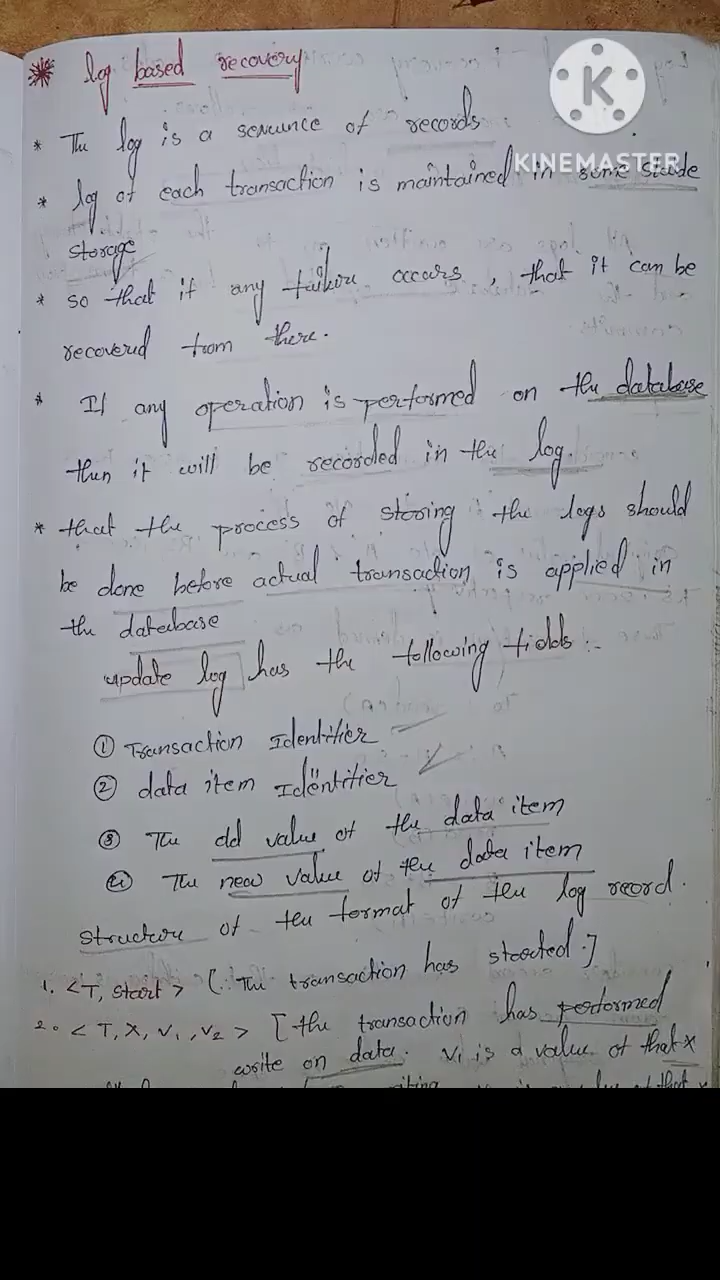 * log based recovery
K
KINEMASTER
* The log is a sequence of records.
* log of each transaction is maintained in some stable
storage
* so that if any failure occurs, that it can be
recovered from there.
* If any operation is performed on the database
then it will be recorded in the log.
* that the process of storing the logs should
be done before actual transaction is applied in
the database
update log has the following fields :-
① Transaction Identifier
② data item Identifier
③ The old value of the data item
④ The new value of the data item
structure of the format of the log record.
1. <T, start> [∵ The transaction has started.]
2. < T, X, V1, V2 > [the transaction has performed
write on data. V1 is a value of that x
writing value of that x